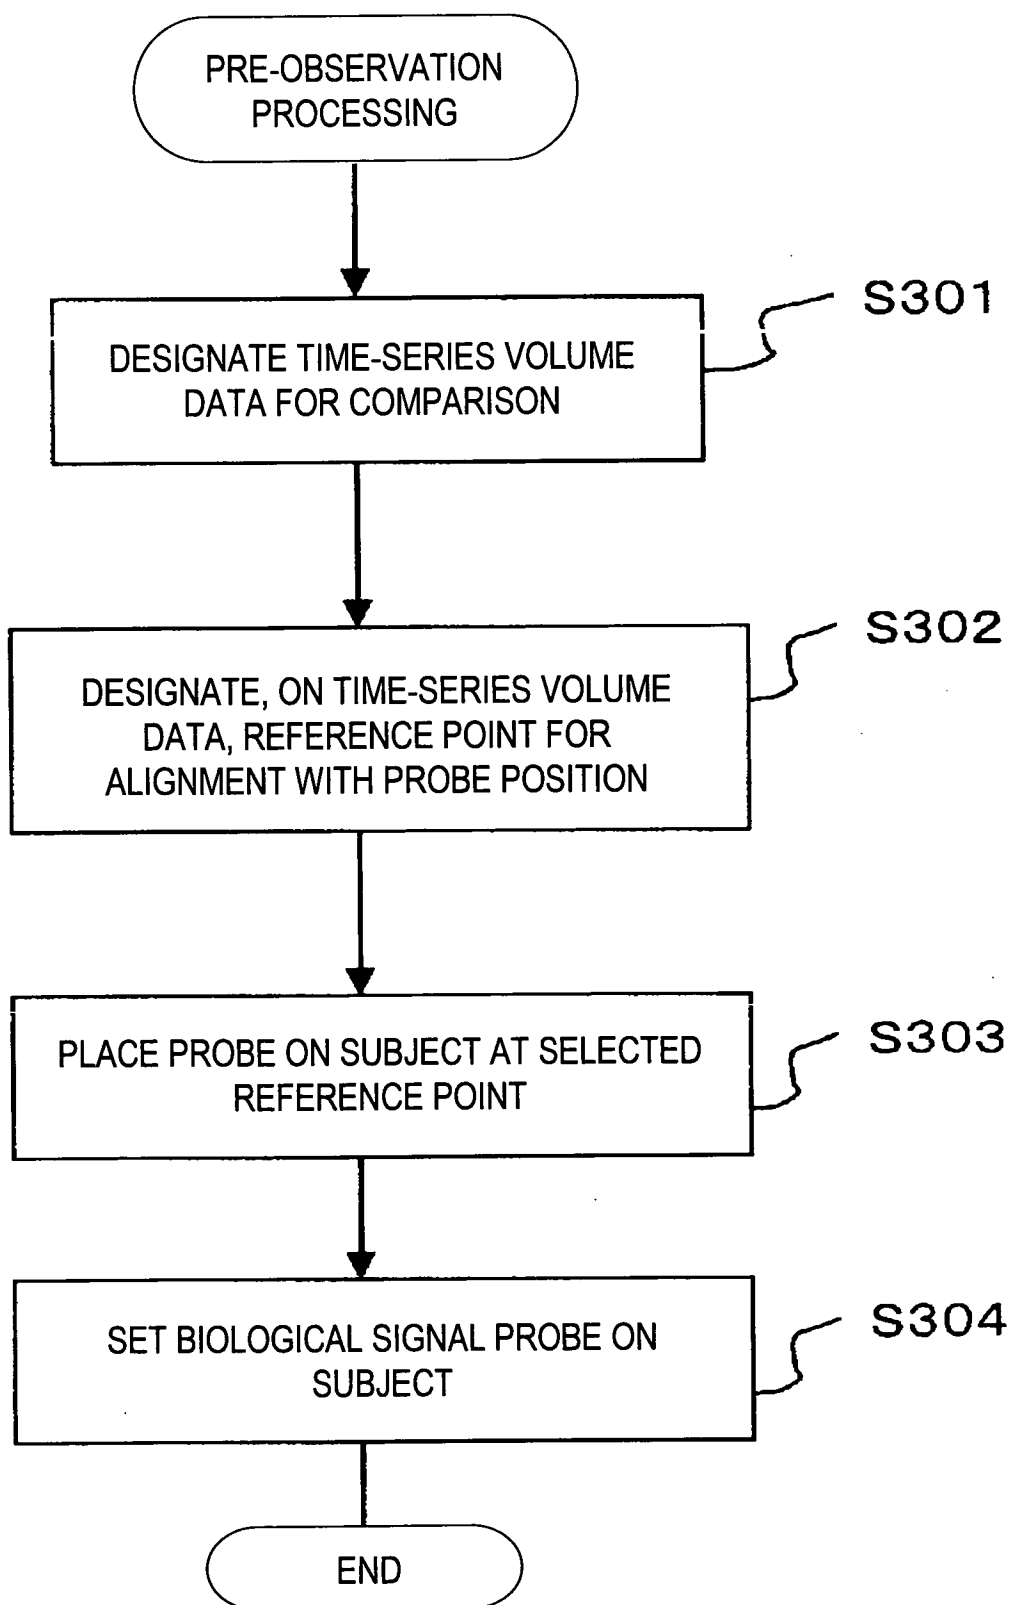 PRE-OBSERVATION
PROCESSING
S301
DESIGNATE TIME-SERIES VOLUME
DATA FOR COMPARISON
S302
DESIGNATE, ON TIME-SERIES VOLUME
DATA, REFERENCE POINT FOR
ALIGNMENT WITH PROBE POSITION
S303
PLACE PROBE ON SUBJECT AT SELECTED
REFERENCE POINT
S304
SET BIOLOGICAL SIGNAL PROBE ON
SUBJECT
END